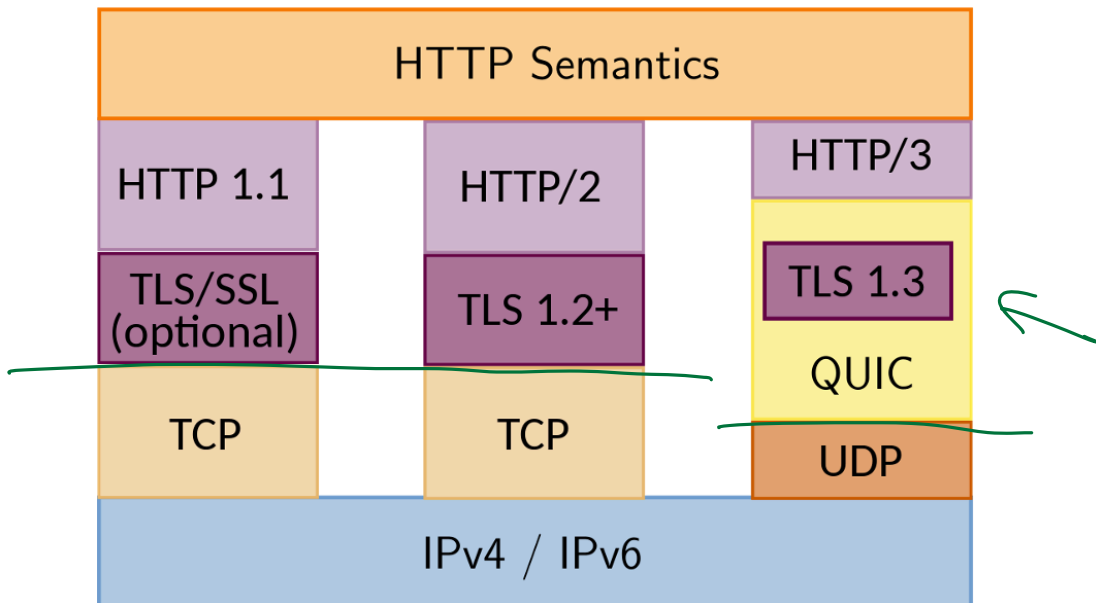 HTTP Semantics
HTTP 1.1
TLS/SSL
(optional)
TCP
HTTP/2
TLS 1.2+
TCP
HTTP/3
TLS 1.3
QUIC
UDP
IPv4 / IPv6